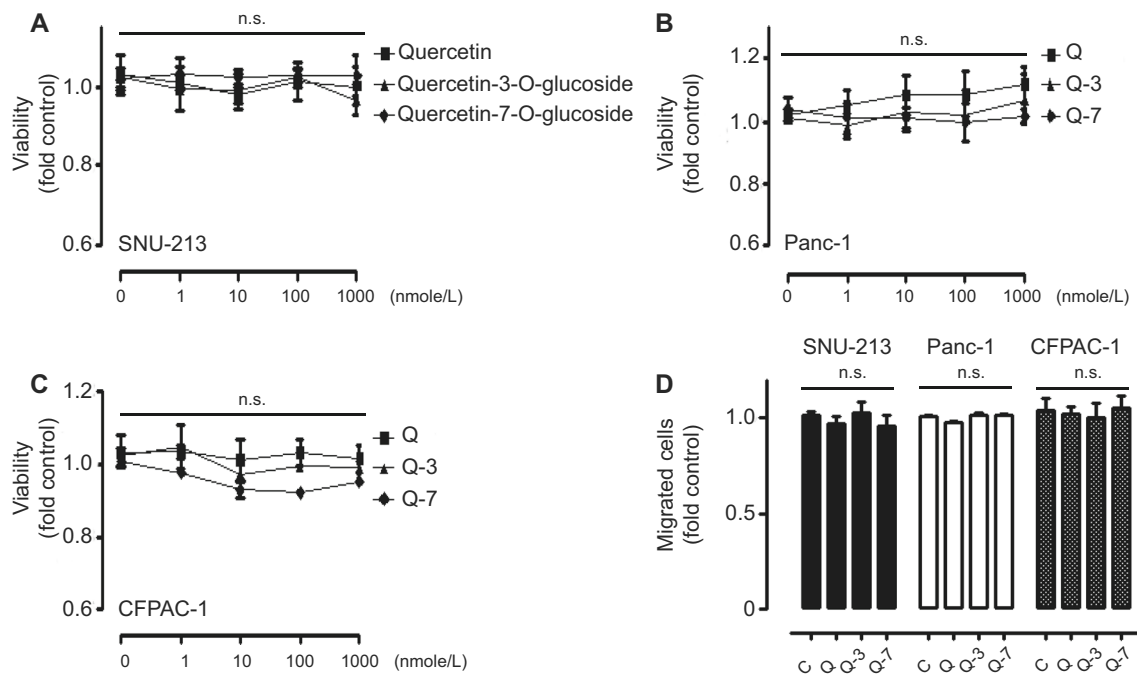 A
n.s.
1.0
0.8
0.6
Viability
(fold control)
Quercetin
Quercetin-3-O-glucoside
Quercetin-7-O-glucoside
SNU-213
0 1 10 100 1000 (nmole/L)
B
n.s.
1.2
1.0
0.8
0.6
Viability
(fold control)
Q
Q-3
Q-7
Panc-1
0 1 10 100 1000 (nmole/L)
C
n.s.
1.2
1.0
0.8
0.6
Viability
(fold control)
Q
Q-3
Q-7
CFPAC-1
0 1 10 100 1000 (nmole/L)
D
SNU-213 Panc-1 CFPAC-1
n.s. n.s. n.s.
1.0
0.5
0
Migrated cells
(fold control)
C Q Q-3 Q-7 C Q Q-3 Q-7 C Q Q-3 Q-7